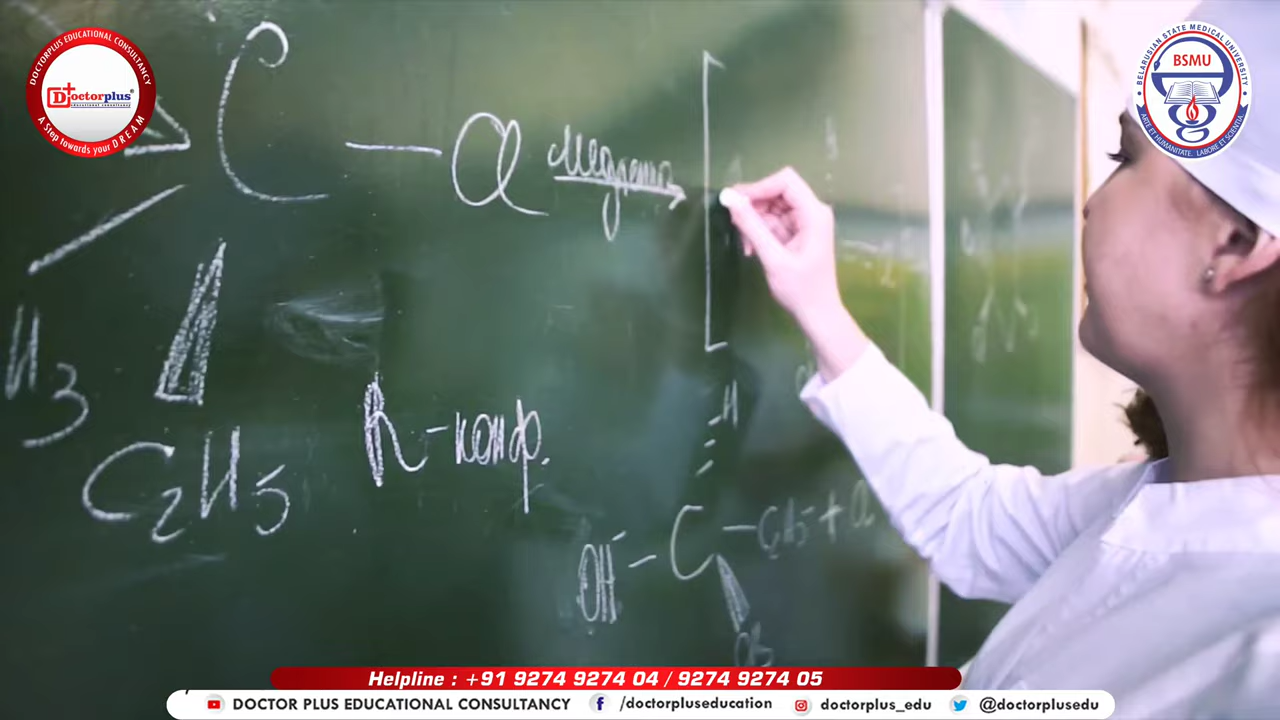 DOCTORPLUS EDUCATIONAL CONSULTANCY
Doctorplus®
educational consultancy
A Step towards your DREAM
BELARUSIAN STATE MEDICAL UNIVERSITY
BSMU
ARTE ET HUMANITATE, LABORE ET SCIENTIA
C — Cl медленно
H3
C2H5
R - конф.
H
OH- — C —
Helpline : +91 9274 9274 04 / 9274 9274 05
DOCTOR PLUS EDUCATIONAL CONSULTANCY
/doctorpluseducation
doctorplus_edu
@doctorplusedu